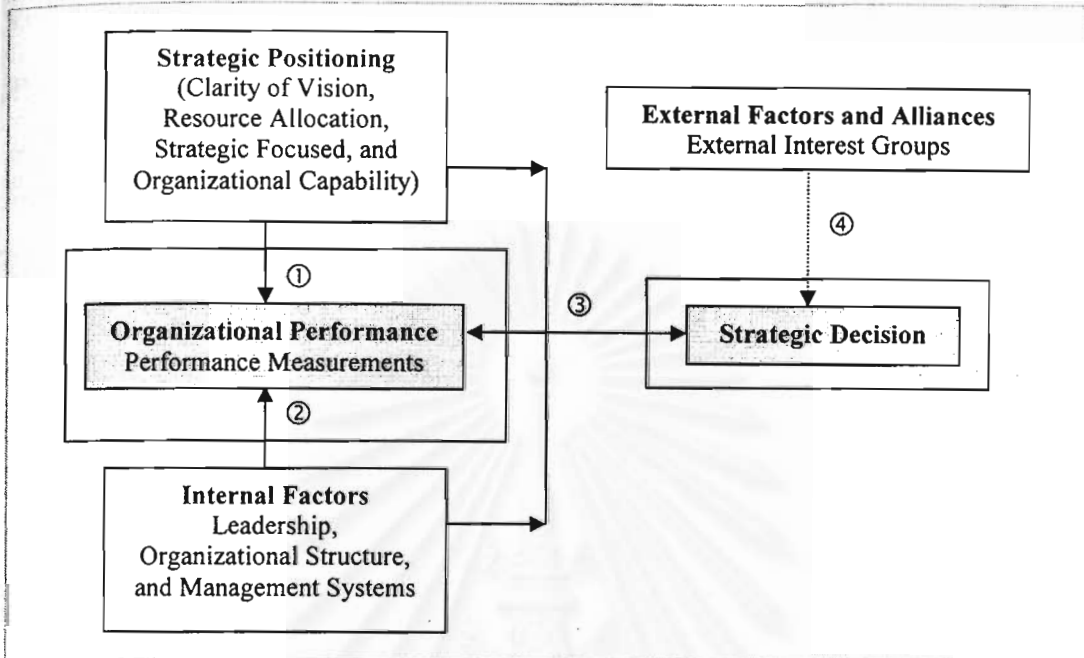 Strategic Positioning
(Clarity of Vision,
Resource Allocation,
Strategic Focused, and
Organizational Capability)
External Factors and Alliances
External Interest Groups
④
①
③
Organizational Performance
Performance Measurements
Strategic Decision
②
Internal Factors
Leadership,
Organizational Structure,
and Management Systems